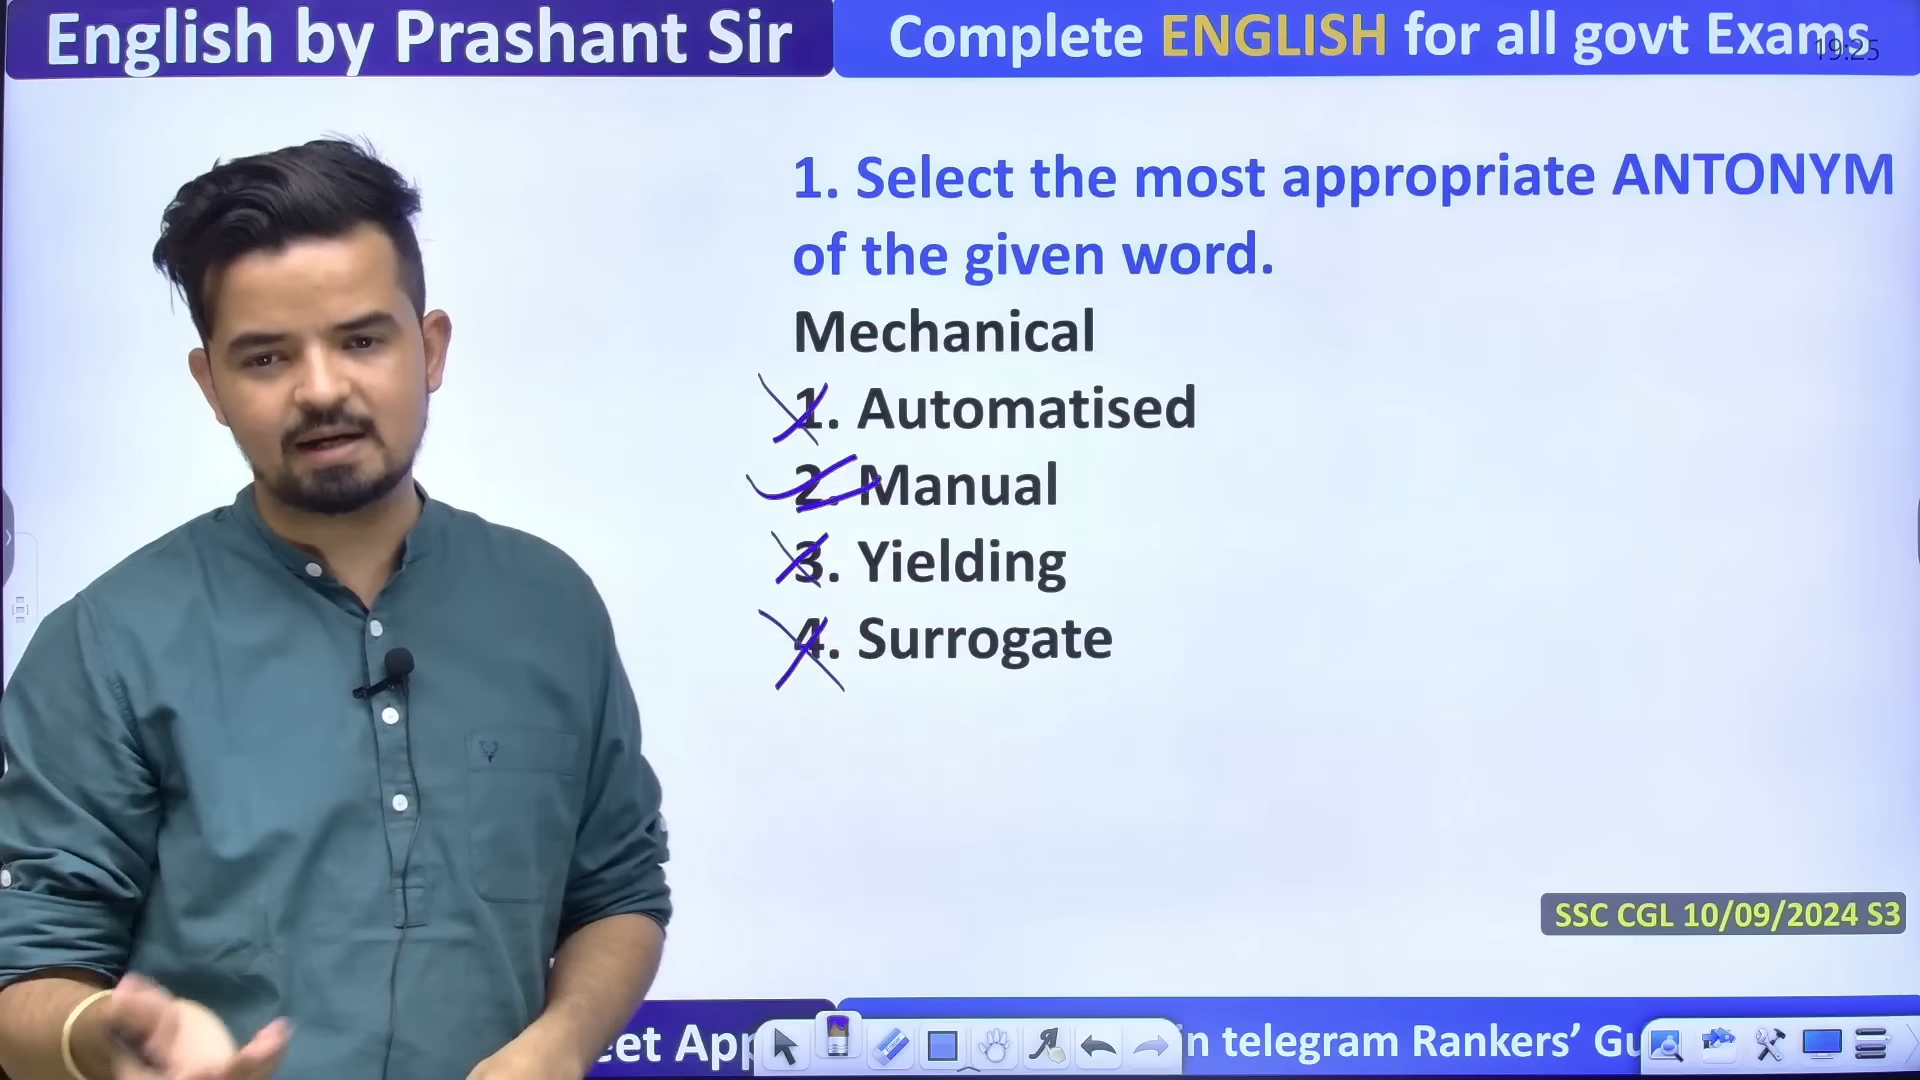 English by Prashant Sir
Complete ENGLISH for all govt Exams
19:25
1. Select the most appropriate ANTONYM
of the given word.
Mechanical
1. Automatised
2. Manual
3. Yielding
4. Surrogate
SSC CGL 10/09/2024 S3
eet App
in telegram Rankers’ Gu